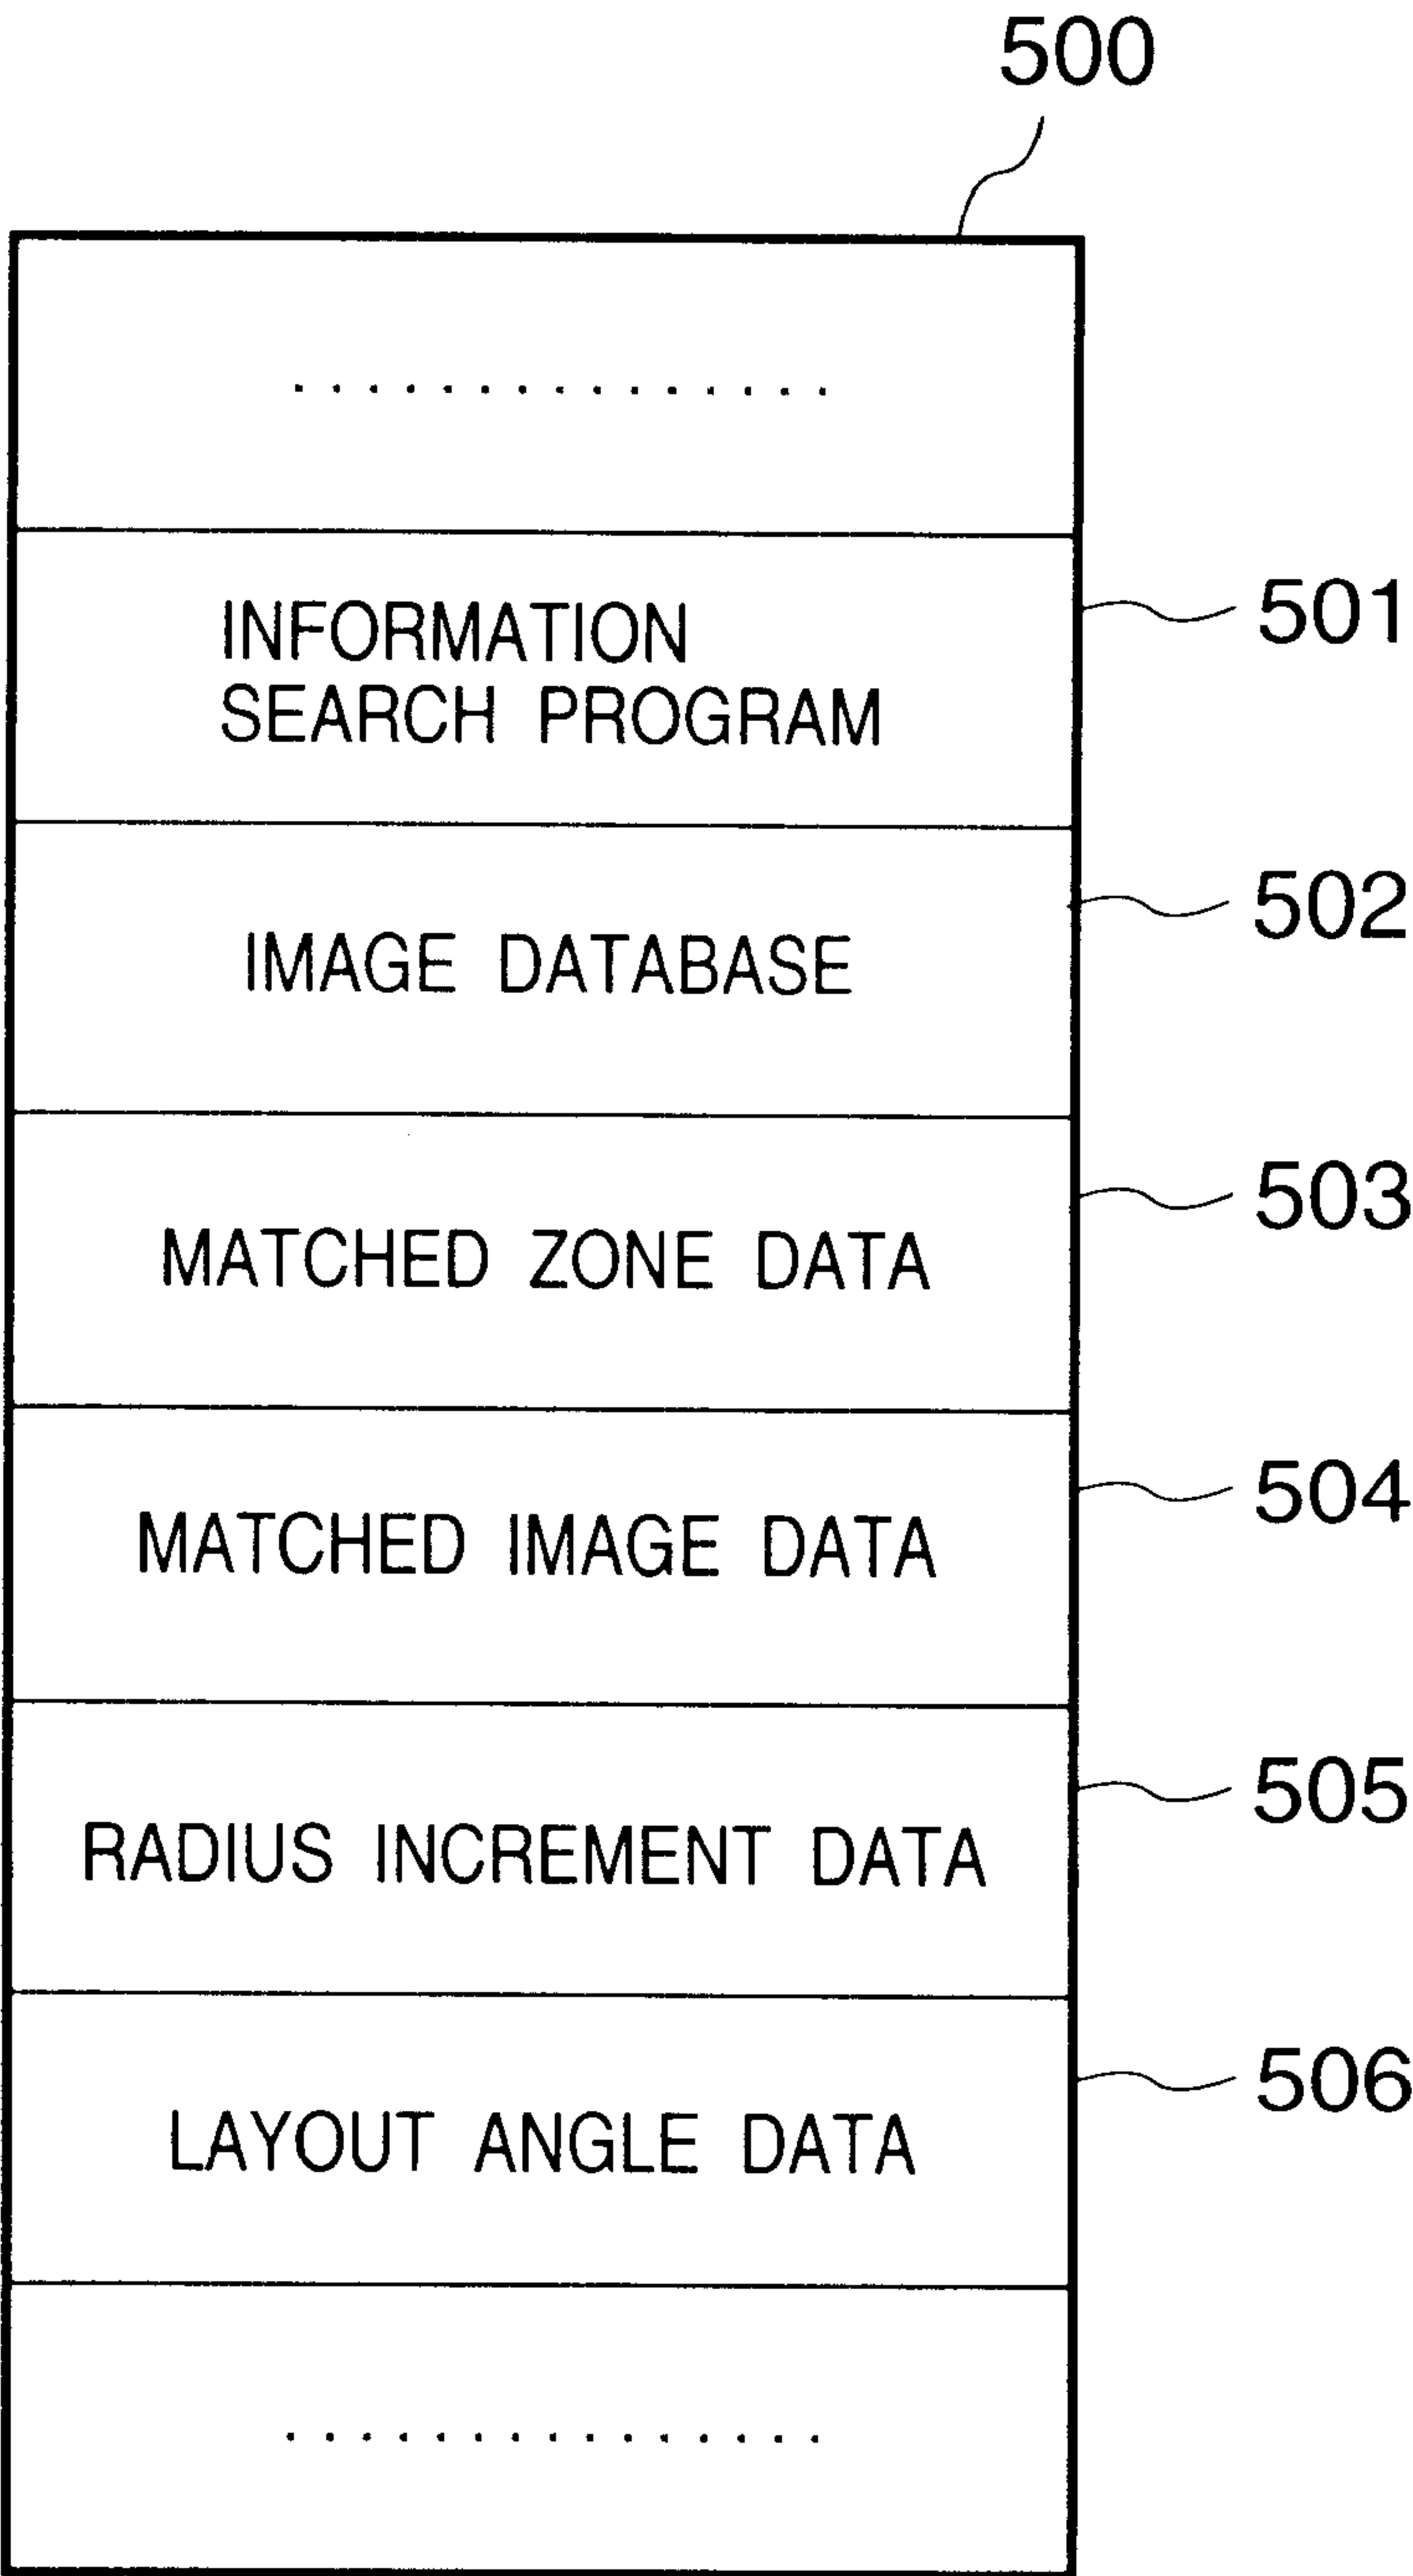 500
...............
INFORMATION
SEARCH PROGRAM
501
IMAGE DATABASE
502
MATCHED ZONE DATA
503
MATCHED IMAGE DATA
504
RADIUS INCREMENT DATA
505
LAYOUT ANGLE DATA
506
...............